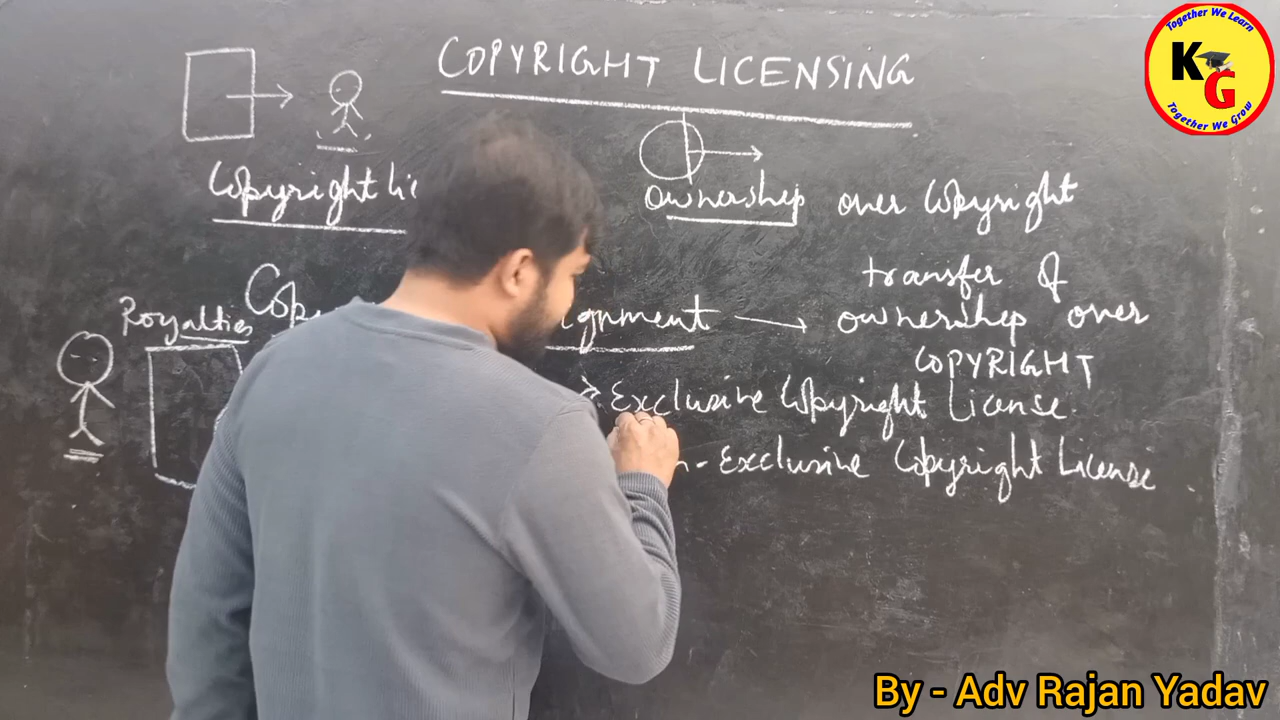 Together We Learn
KG
Together We Grow
COPYRIGHT LICENSING
Copyright
ownership over Copyright
transfer of
Royalties
ownership over
COPYRIGHT
Exclusive Copyright License.
Exclusive Copyright License
By - Adv Rajan Yadav